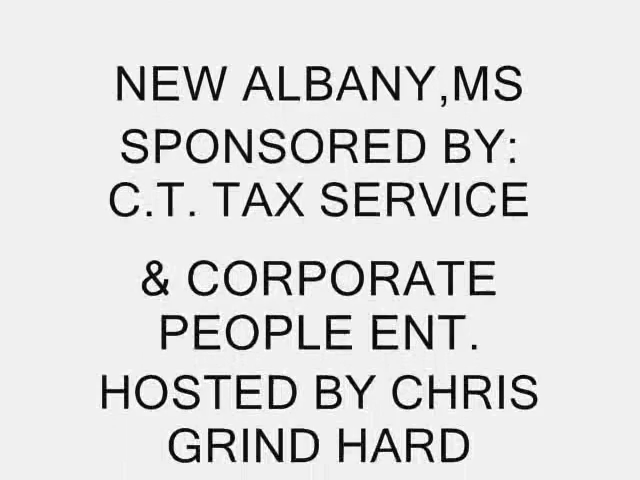 NEW ALBANY,MS
SPONSORED BY:
C.T. TAX SERVICE
& CORPORATE
PEOPLE ENT.
HOSTED BY CHRIS
GRIND HARD